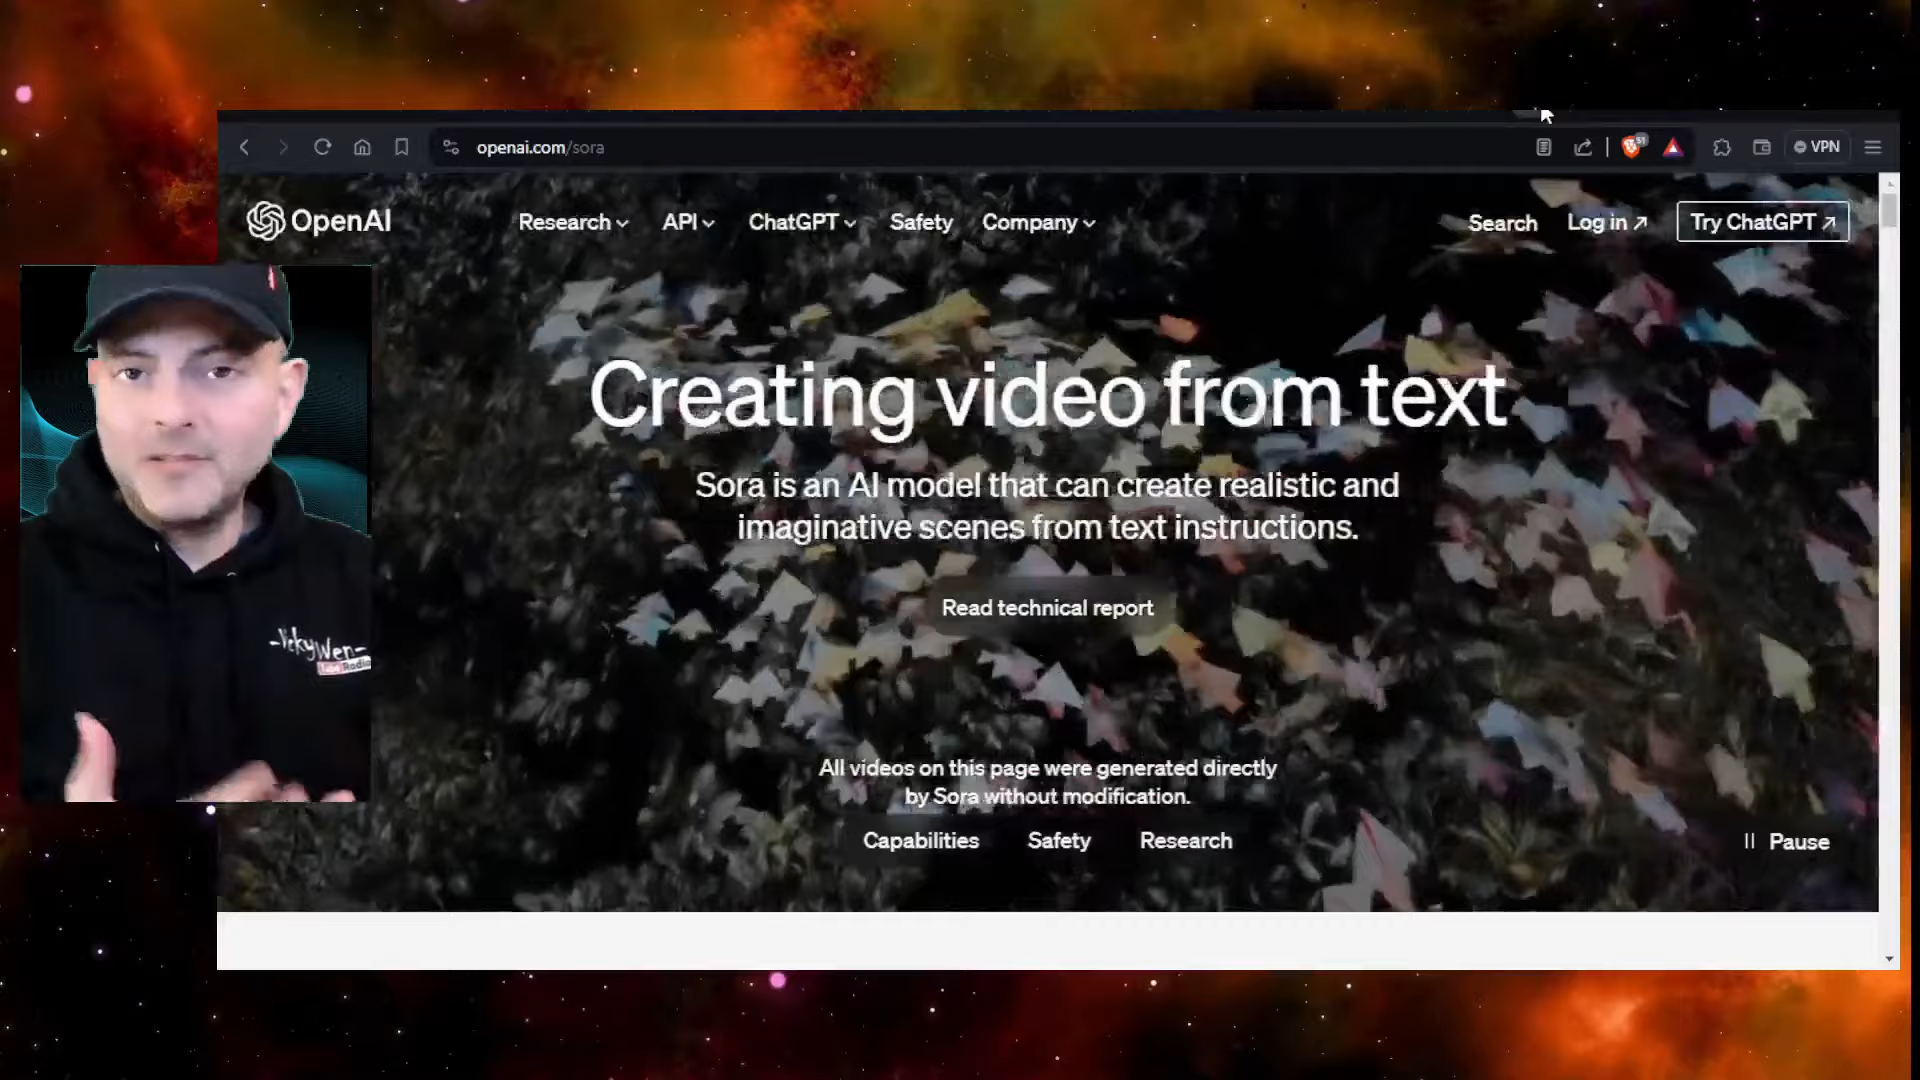 openai.com/sora
51
VPN
OpenAI
Research
API
ChatGPT
Safety
Company
Search
Log in ↗
Try ChatGPT ↗
Creating video from text
Sora is an AI model that can create realistic and
imaginative scenes from text instructions.
Read technical report
All videos on this page were generated directly
by Sora without modification.
Capabilities
Safety
Research
Pause
Radio